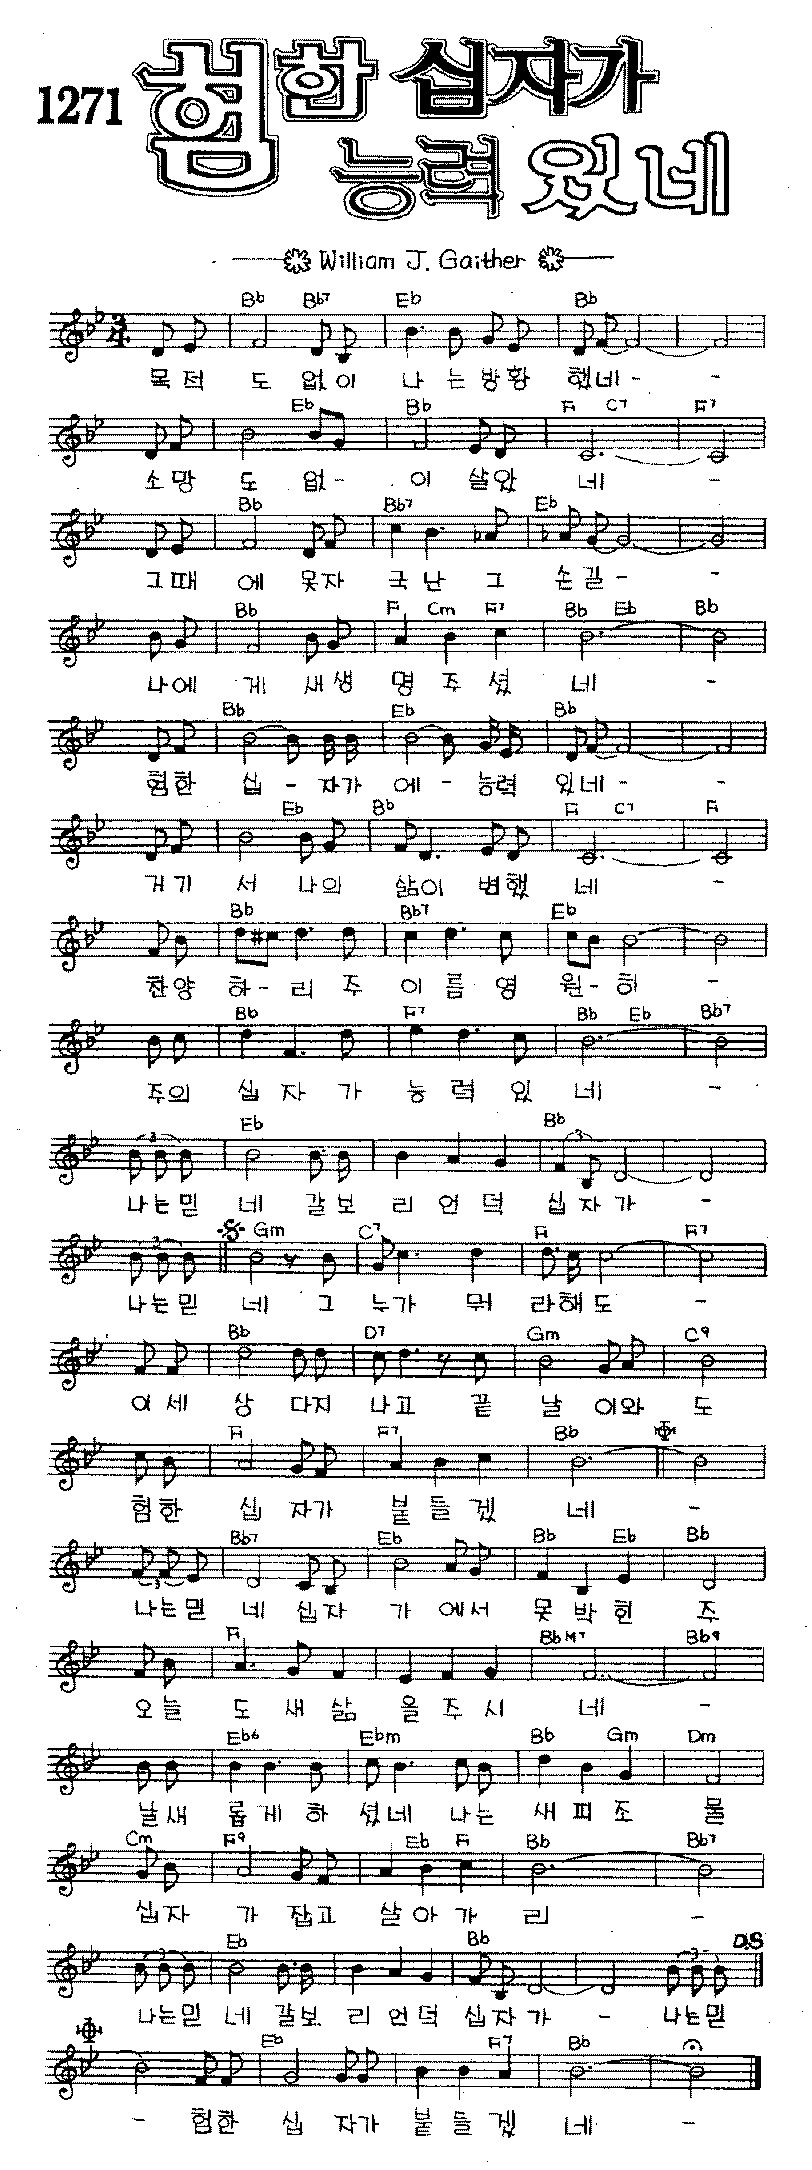 1271
험한 십자가
능력 있네
William J. Gaither
Bb Bb7 Eb Bb
3/4
목적 도 없이 나 는방황 했네- -
Eb Bb F C7 F7
소망 도 없- 이 살았 네 -
Bb Bb7 Eb
그때 에 못자 국 난 그 손길- -
Bb F Cm F7 Bb Eb Bb
나에 게 새생 명 주 셨 네 -
Bb Eb Bb
험한 십 - 자가 에 - 능력 있네- -
Eb Bb F C7 F
거기 서 나의 삶이 변했 네 -
Bb Bb7 Eb
찬양 하-리 주 이 름 영 원-히 -
Bb F7 Bb Eb Bb7
주의 십 자 가 능 력 있 네 -
Eb Bb
3 3
나는믿 네 갈보 리 언 덕 십자가 -
Gm C7 F F7
3
나는믿 네 그 누가 뭐 라해도 -
Bb D7 Gm C9
이세 상 다지 나고 끝 날 이와 도
F F7 Bb
험한 십 자가 붙 들 겠 네 -
Bb7 Eb Bb Eb Bb
3
나는믿 네 십자 가 에서 못 박 힌 주
F BbM7 Bb9
오늘 도 새 삶 을 주 시 네 -
Eb6 Ebm Bb Gm Dm
날새 롭 게 하 셨네 나는 새 피 조 물
Cm F9 Eb F Bb Bb7
십자 가 잡고 살 아 가 리 -
Eb Bb D.S
3 3 3
나는믿 네 갈보 리 언 덕 십자가 - 나는믿
Eb F7 Bb
- 험한 십 자가 붙 들 겠 네 -